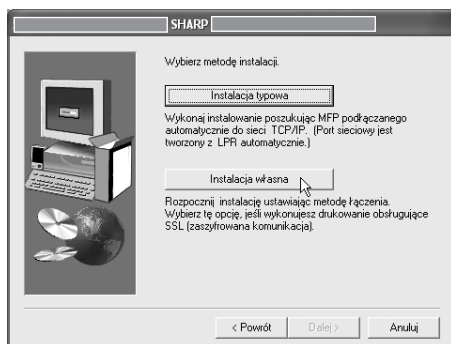 SHARP
Wybierz metodę instalacji.
Instalacja typowa
Wykonaj instalowanie poszukując MFP podłączanego
automatycznie do sieci TCP/IP. (Port sieciowy jest
tworzony z LPR automatycznie.)
Instalacja własna
Rozpocznij instalację ustawiając metodę łączenia.
Wybierz tę opcję, jeśli wykonujesz drukowanie obsługujące
SSL (zaszyfrowana komunikacja).
< Powrót
Dalej >
Anuluj